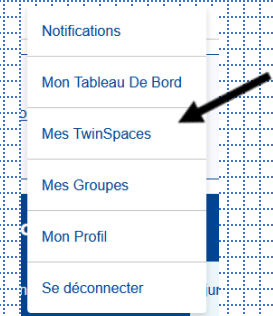 Notifications
Mon Tableau De Bord
Mes TwinSpaces
Mes Groupes
Mon Profil
Se déconnecter